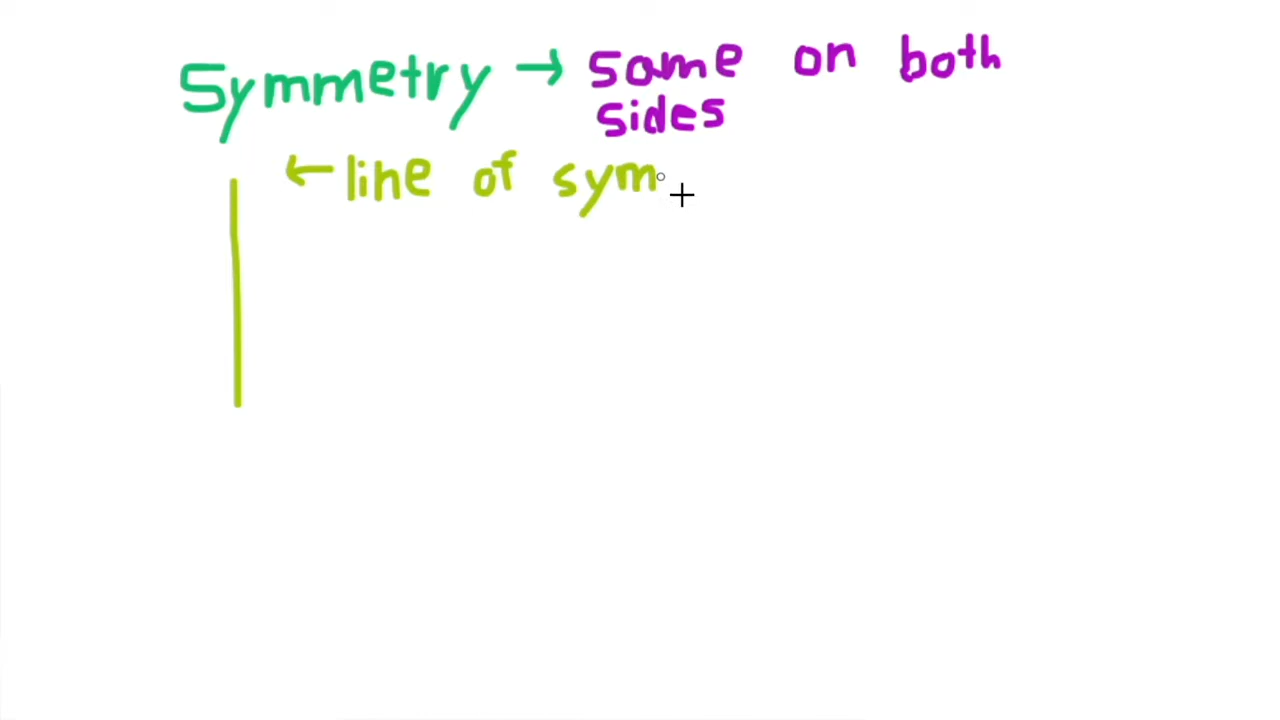 Symmetry → same on both
sides
← line of sym